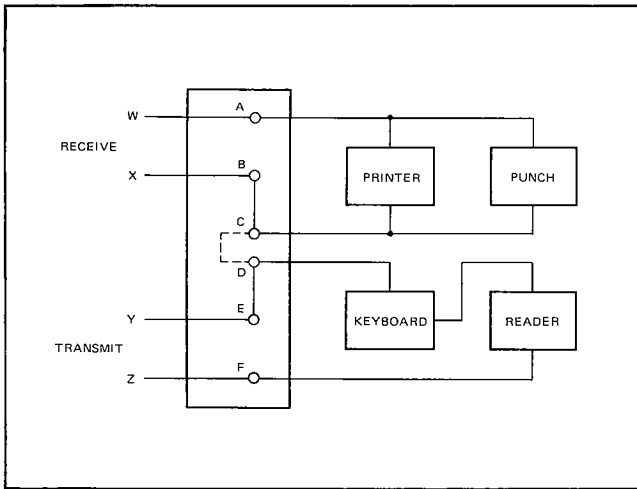 W
A
RECEIVE
B
X
PRINTER
PUNCH
C
D
E
Y
KEYBOARD
READER
TRANSMIT
F
Z